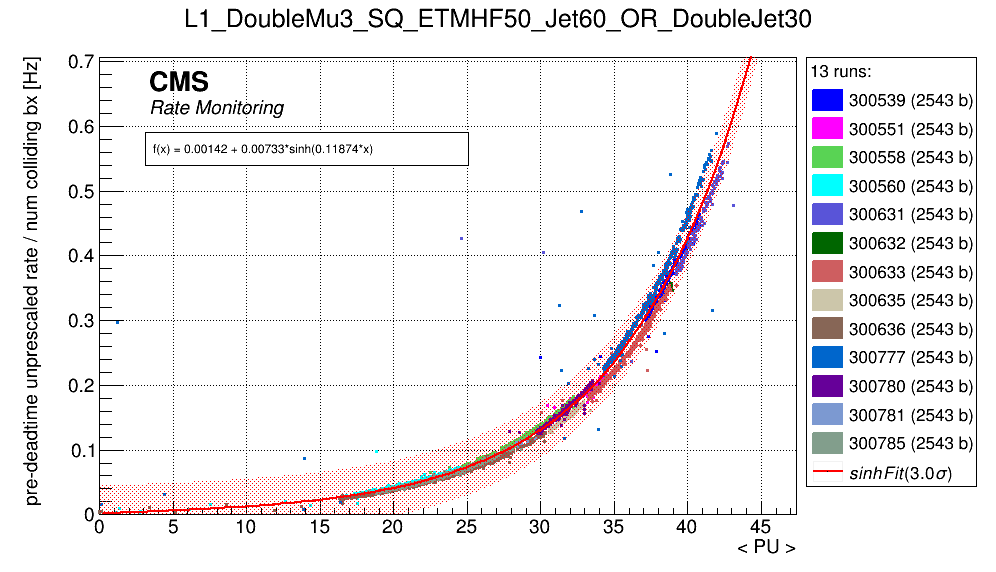 L1_DoubleMu3_SQ_ETMHF50_Jet60_OR_DoubleJet30
pre-deadtime unprescaled rate / num colliding bx [Hz]
0.7
0.6
0.5
0.4
0.3
0.2
0.1
0
CMS
Rate Monitoring
f(x) = 0.00142 + 0.00733*sinh(0.11874*x)
0 5 10 15 20 25 30 35 40 45
< PU >
13 runs:
300539 (2543 b)
300551 (2543 b)
300558 (2543 b)
300560 (2543 b)
300631 (2543 b)
300632 (2543 b)
300633 (2543 b)
300635 (2543 b)
300636 (2543 b)
300777 (2543 b)
300780 (2543 b)
300781 (2543 b)
300785 (2543 b)
sinhFit(3.0σ)